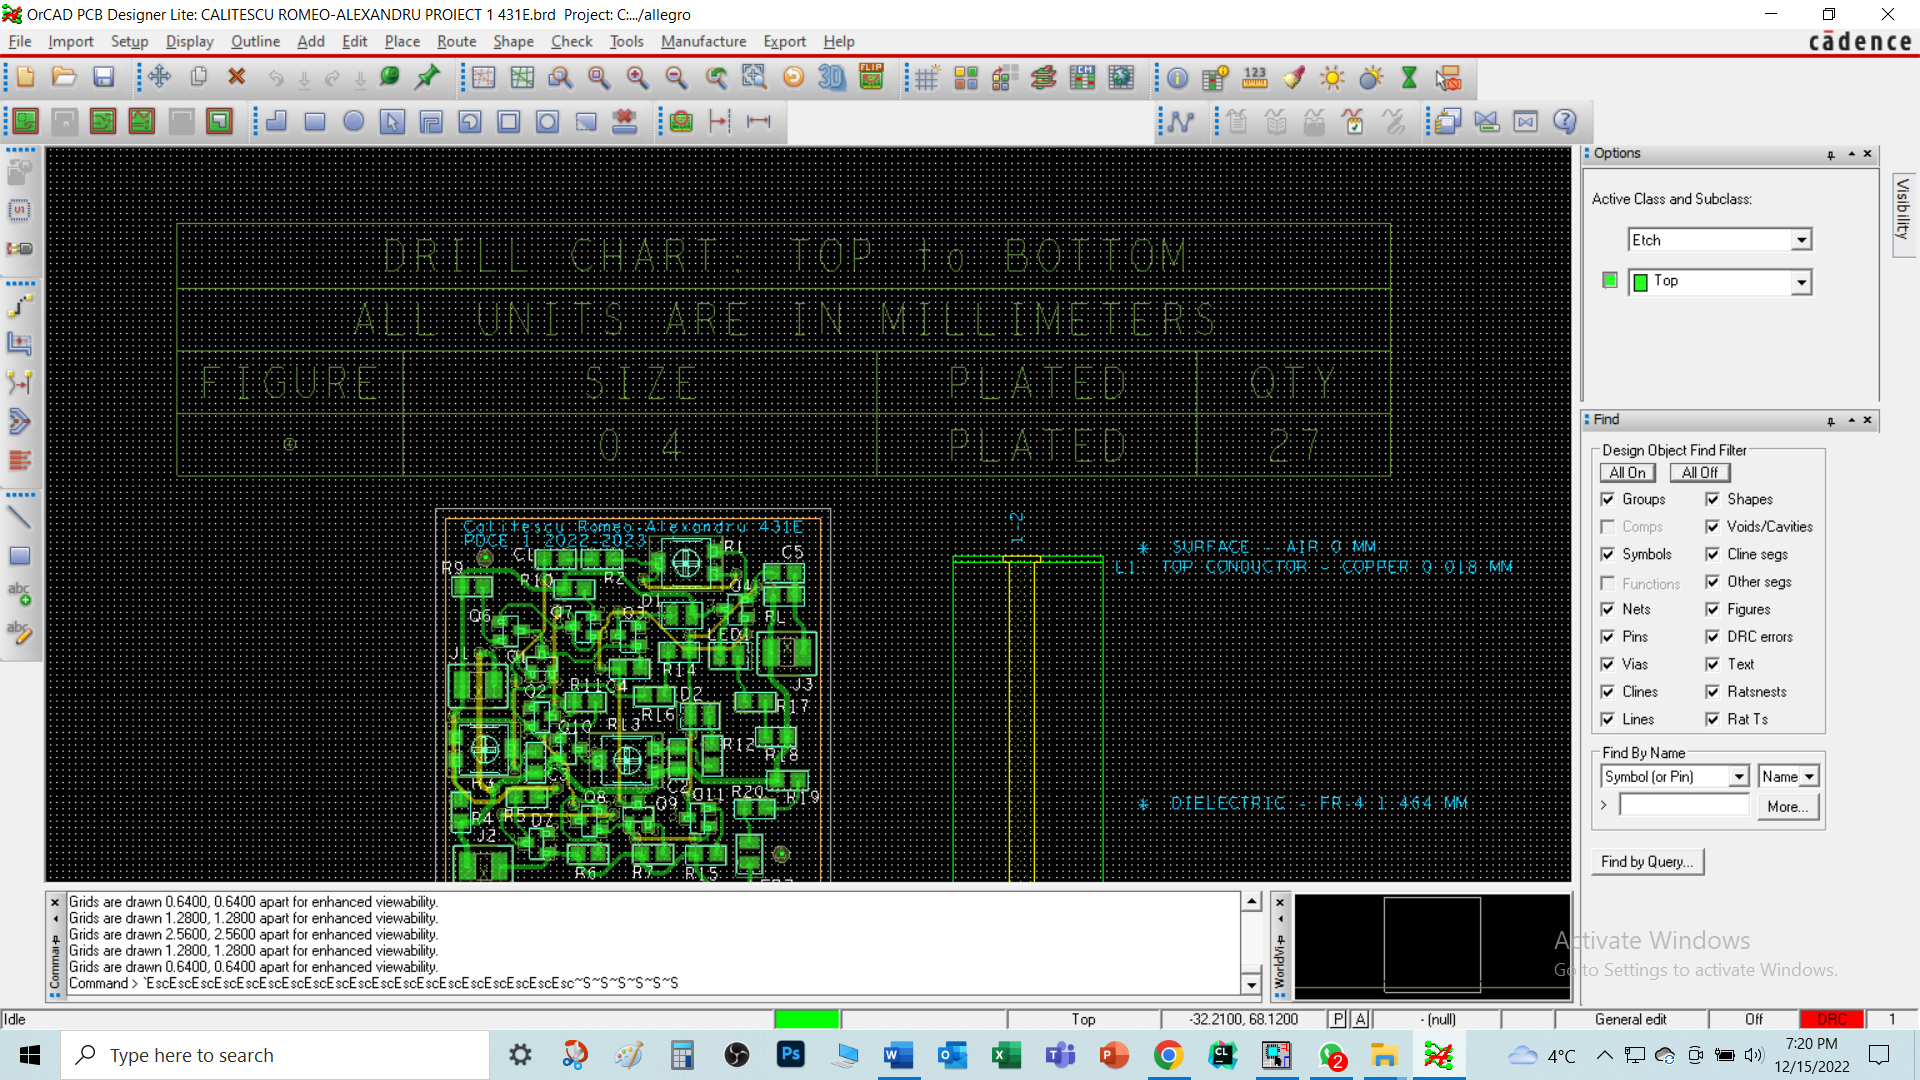 OrCAD PCB Designer Lite: CALITESCU ROMEO-ALEXANDRU PROIECT 1 431E.brd  Project: C:.../allegro
File Import Setup Display Outline Add Edit Place Route Shape Check Tools Manufacture Export Help
cādence
Options
Active Class and Subclass:
Etch
Top
Visibility
DRILL CHART: TOP to BOTTOM
ALL UNITS ARE IN MILLIMETERS
FIGURE SIZE PLATED QTY
0.4 PLATED 27
Find
Design Object Find Filter
All On All Off
Groups Shapes
Comps Voids/Cavities
Symbols Cline segs
Functions Other segs
Nets Figures
Pins DRC errors
Vias Text
Clines Ratsnests
Lines Rat Ts
Find By Name
Symbol (or Pin) Name
> More...
Find by Query...
Calitescu Romeo-Alexandru 431E
PDCE 1 2022-2023
R1
C1
C5
R9
R10
R2
D1
Q4
Q6
Q7
Q3
RL
LED1
J1
R14
J3
Q2
R11
C4
D2
R17
R16
Q10
R13
R12
R18
C3
C2
R20
R19
Q8
Q9
Q11
R4
R5
DZ
J2
R6
R7
R15
1-2
* SURFACE - AIR 0 MM
L1: TOP CONDUCTOR - COPPER 0.018 MM
* DIELECTRIC - FR-4 1.464 MM
Grids are drawn 0.6400, 0.6400 apart for enhanced viewability.
Grids are drawn 1.2800, 1.2800 apart for enhanced viewability.
Grids are drawn 2.5600, 2.5600 apart for enhanced viewability.
Grids are drawn 1.2800, 1.2800 apart for enhanced viewability.
Grids are drawn 0.6400, 0.6400 apart for enhanced viewability.
Command > `EscEscEscEscEscEscEscEscEscEscEscEscEscEscEscEscEscEscEsc~S~S~S~S~S~S
Activate Windows
Go to Settings to activate Windows.
Idle Top -32.2100, 68.1200 P A - (null) General edit Off DRC 1
Type here to search
4°C
7:20 PM
12/15/2022